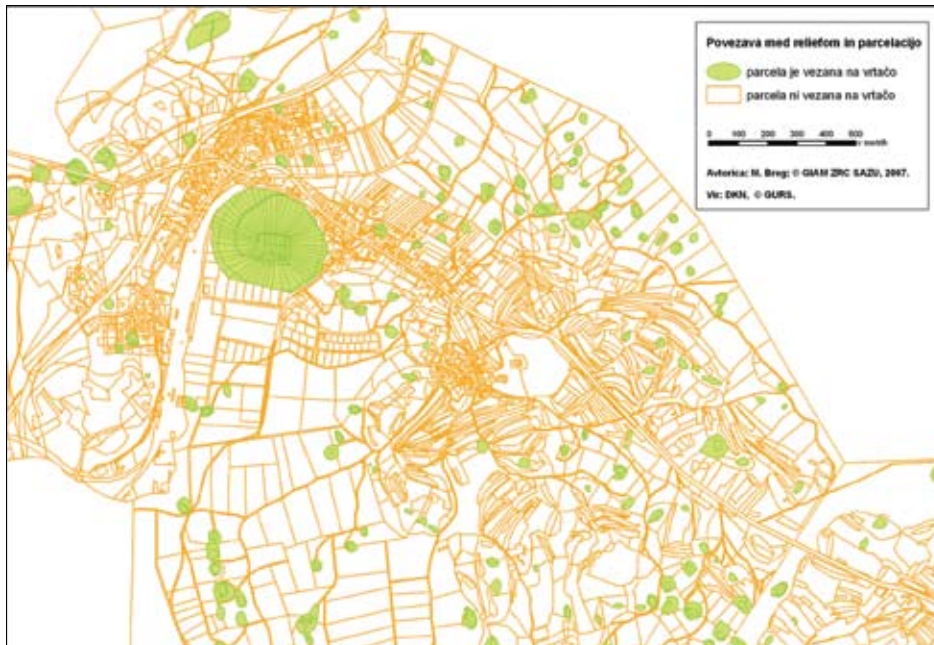 Povezava med reliefom in parcelacijo
parcela je vezana na vrtačo
parcela ni vezana na vrtačo
0 100 200 300 400 500
v metrih
Avtorica: M. Breg; © GIAM ZRC SAZU, 2007.
Vir: DKN, © GURS.